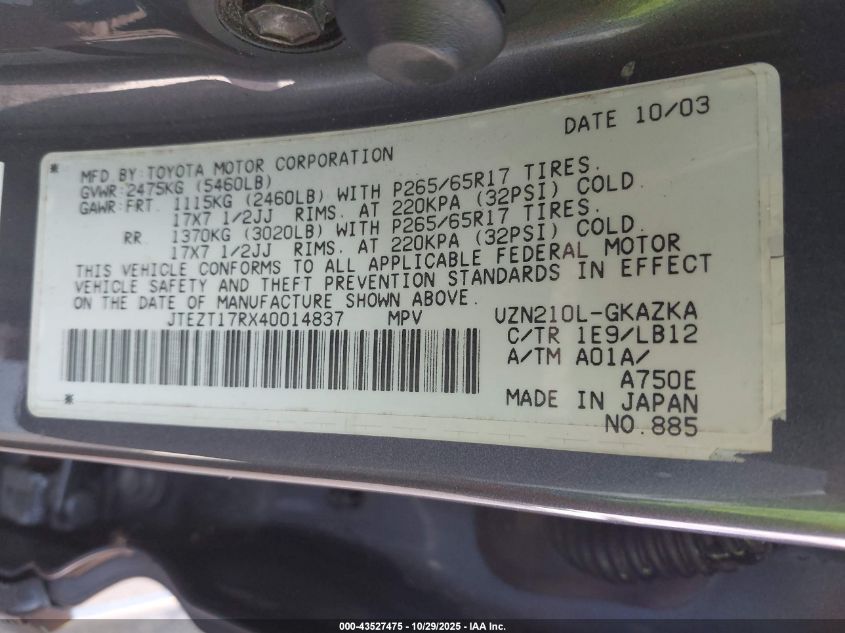 DATE 10/03
MFD BY:TOYOTA MOTOR CORPORATION
GVWR:2475KG (5460LB)
GAWR:FRT. 1115KG (2460LB) WITH P265/65R17 TIRES.
17X7 1/2JJ RIMS. AT 220KPA (32PSI) COLD.
RR. 1370KG (3020LB) WITH P265/65R17 TIRES.
17X7 1/2JJ RIMS. AT 220KPA (32PSI) COLD.
THIS VEHICLE CONFORMS TO ALL APPLICABLE FEDERAL MOTOR
VEHICLE SAFETY AND THEFT PREVENTION STANDARDS IN EFFECT
ON THE DATE OF MANUFACTURE SHOWN ABOVE.
JTEZT17RX40014837 MPV UZN210L-GKAZKA
C/TR 1E9/LB12
A/TM A01A/
A750E
MADE IN JAPAN
NO.885
000-43527475 - 10/29/2025 - IAA Inc.